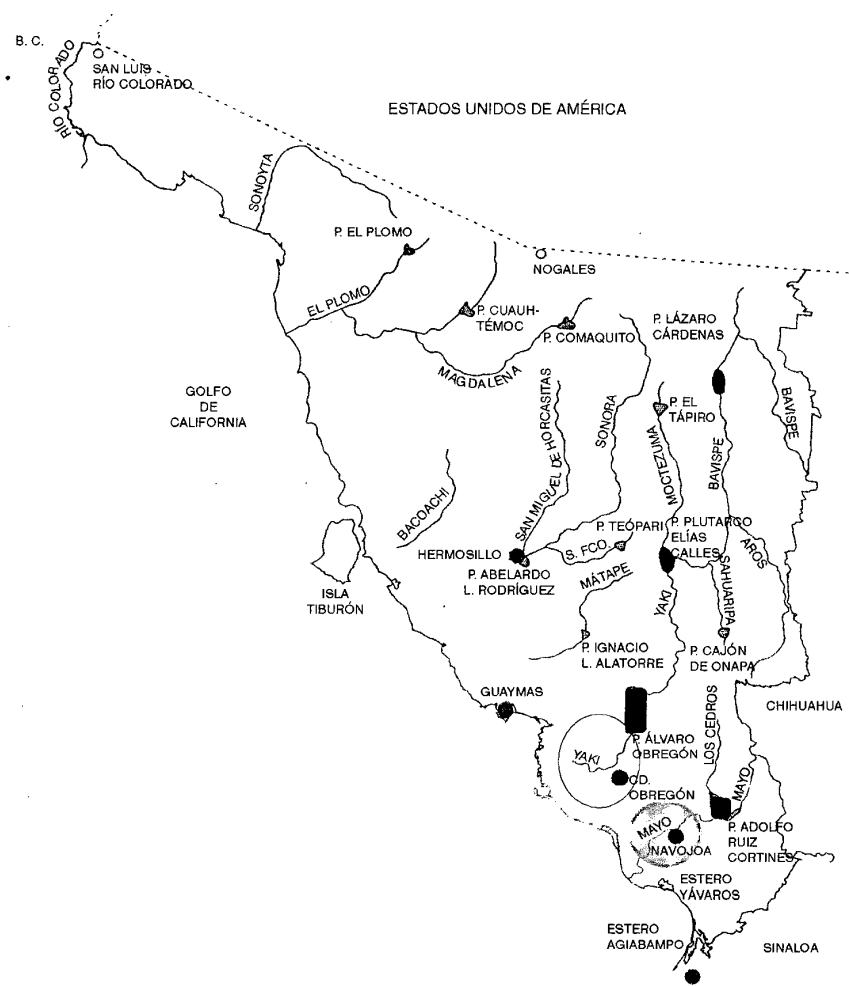 B. C.
RÍO COLORADO
SAN LUIS
RÍO COLORADO
ESTADOS UNIDOS DE AMÉRICA
SONOYTA
P. EL PLOMO
NOGALES
EL PLOMO
P. CUAUH-
TÉMOC
P. COMAQUITO
P. LÁZARO
CÁRDENAS
MAGDALENA
GOLFO
DE
CALIFORNIA
SAN MIGUEL DE HORCASITAS
SONORA
P. EL
TÁPIRO
MOCTEZUMA
BAVISPE
BAVISPE
BACOACHI
HERMOSILLO
P. TEÓPARI
S. FCO.
P. PLUTARCO
ELÍAS
CALLES
AROS
P. ABELARDO
L. RODRÍGUEZ
MÁTAPE
YAKI
SAHUARIPA
ISLA
TIBURÓN
P. IGNACIO
L. ALATORRE
P. CAJÓN
DE ONAPA
GUAYMAS
LOS CEDROS
CHIHUAHUA
YAKI
P. ÁLVARO
OBREGÓN
CD.
OBREGÓN
MAYO
MAYO
NAVOJOA
P. ADOLFO
RUIZ
CORTINES
ESTERO
YÁVAROS
ESTERO
AGIABAMPO
SINALOA